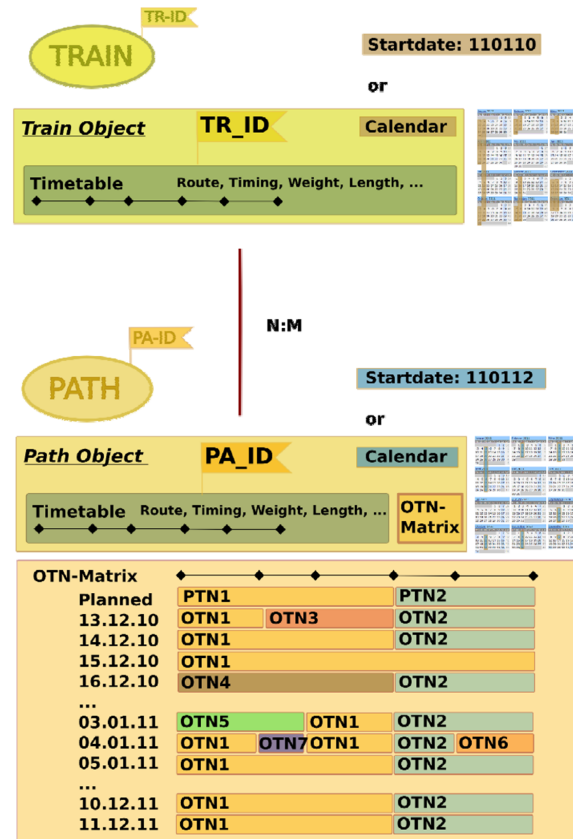 TR-ID
TRAIN
Startdate: 110110
or
Train Object
TR_ID
Calendar
Timetable Route, Timing, Weight, Length, ...
N:M
PA-ID
PATH
Startdate: 110112
or
Path Object
PA_ID
Calendar
Timetable Route, Timing, Weight, Length, ...
OTN-
Matrix
OTN-Matrix
Planned PTN1 PTN2
13.12.10 OTN1 OTN3 OTN2
14.12.10 OTN1 OTN2
15.12.10 OTN1
16.12.10 OTN4 OTN2
...
03.01.11 OTN5 OTN1 OTN2
04.01.11 OTN1 OTN7 OTN1 OTN2 OTN6
05.01.11 OTN1 OTN2
...
10.12.11 OTN1 OTN2
11.12.11 OTN1 OTN2